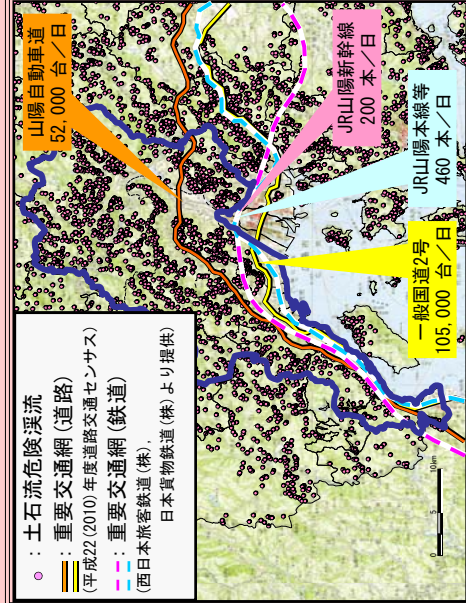 ：土石流危険渓流
：重要交通網（道路）
（平成22（2010）年度道路交通センサス）
：重要交通網（鉄道）
（西日本旅客鉄道（株），
日本貨物鉄道（株）より提供）
山陽自動車道
52,000 台／日
JR山陽新幹線
200 本／日
JR山陽本線等
460 本／日
一般国道2号
105,000 台／日
0 5 10km